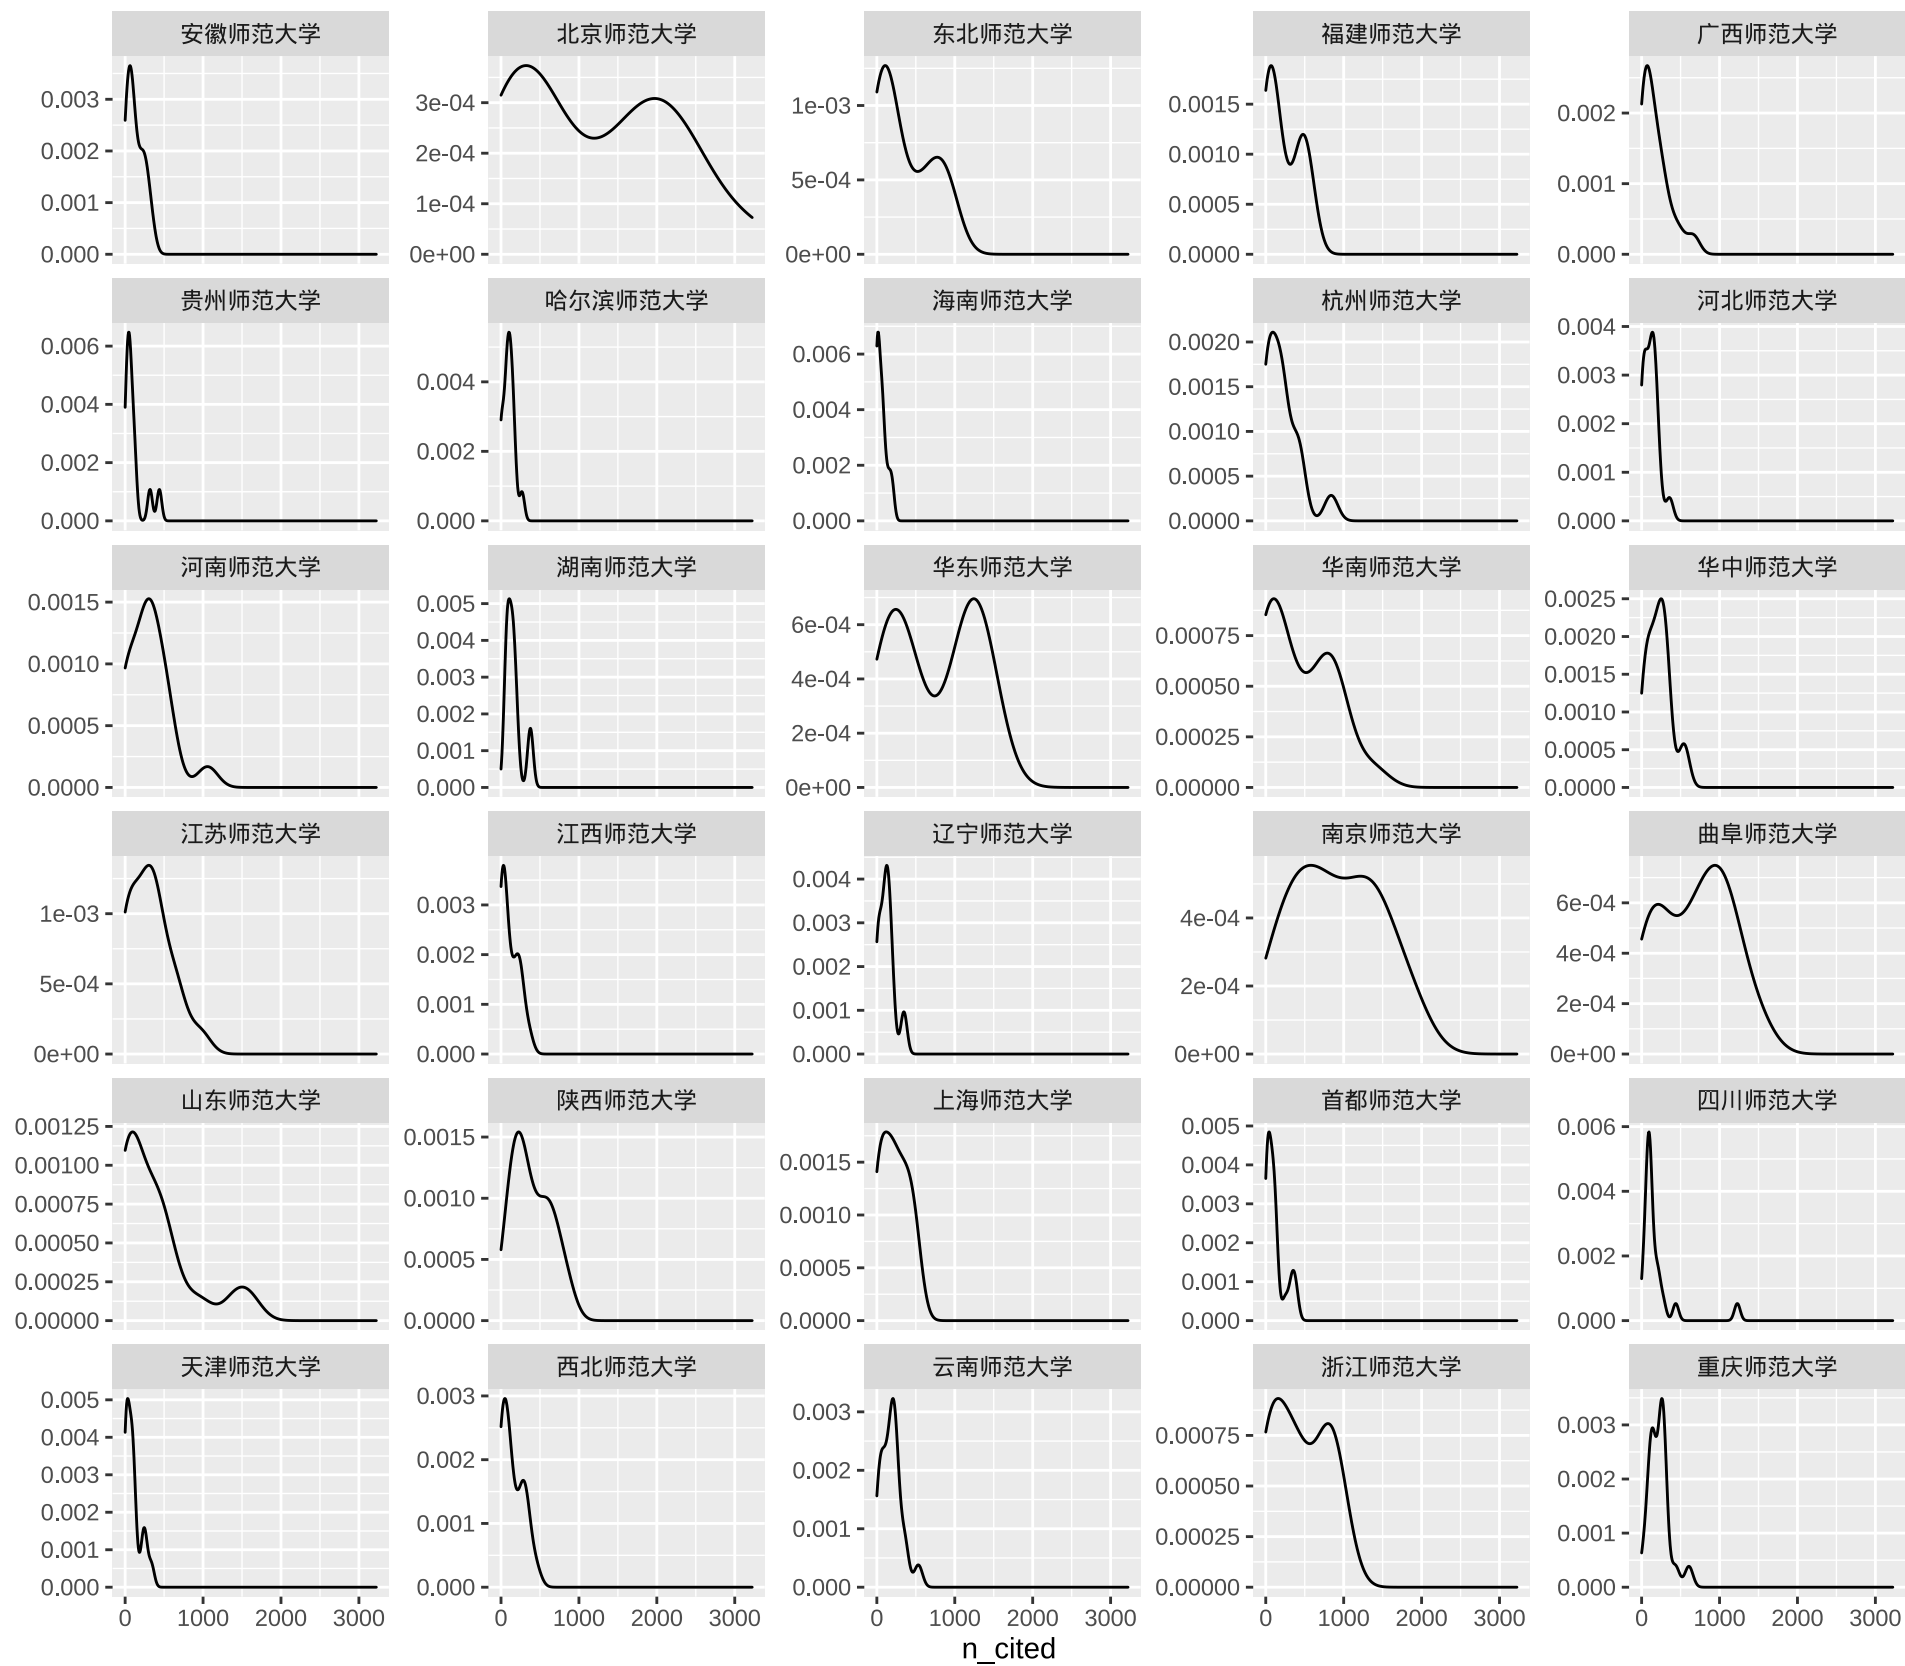 安徽师范大学
北京师范大学
东北师范大学
福建师范大学
广西师范大学
0.003
0.002
0.001
0.000
3e-04
2e-04
1e-04
0e+00
1e-03
5e-04
0e+00
0.0015
0.0010
0.0005
0.0000
0.002
0.001
0.000
贵州师范大学
哈尔滨师范大学
海南师范大学
杭州师范大学
河北师范大学
0.006
0.004
0.002
0.000
0.004
0.002
0.000
0.006
0.004
0.002
0.000
0.0020
0.0015
0.0010
0.0005
0.0000
0.004
0.003
0.002
0.001
0.000
河南师范大学
湖南师范大学
华东师范大学
华南师范大学
华中师范大学
0.0015
0.0010
0.0005
0.0000
0.005
0.004
0.003
0.002
0.001
0.000
6e-04
4e-04
2e-04
0e+00
0.00075
0.00050
0.00025
0.00000
0.0025
0.0020
0.0015
0.0010
0.0005
0.0000
江苏师范大学
江西师范大学
辽宁师范大学
南京师范大学
曲阜师范大学
1e-03
5e-04
0e+00
0.003
0.002
0.001
0.000
0.004
0.003
0.002
0.001
0.000
4e-04
2e-04
0e+00
6e-04
4e-04
2e-04
0e+00
山东师范大学
陕西师范大学
上海师范大学
首都师范大学
四川师范大学
0.00125
0.00100
0.00075
0.00050
0.00025
0.00000
0.0015
0.0010
0.0005
0.0000
0.0015
0.0010
0.0005
0.0000
0.005
0.004
0.003
0.002
0.001
0.000
0.006
0.004
0.002
0.000
天津师范大学
西北师范大学
云南师范大学
浙江师范大学
重庆师范大学
0.005
0.004
0.003
0.002
0.001
0.000
0.003
0.002
0.001
0.000
0.003
0.002
0.001
0.000
0.00075
0.00050
0.00025
0.00000
0.003
0.002
0.001
0.000
0 1000 2000 3000
0 1000 2000 3000
0 1000 2000 3000
0 1000 2000 3000
0 1000 2000 3000
n_cited